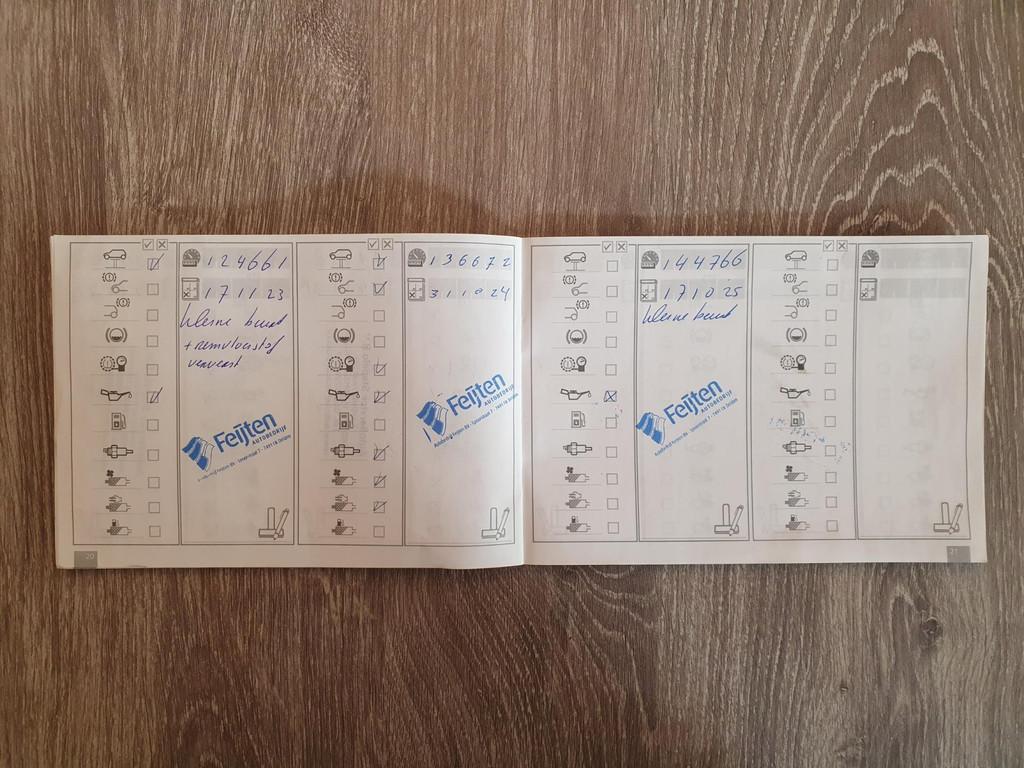 124661
17 11 23
kleine beurt
+ remvloeistof
ververst
Feijten
AUTOBEDRIJF
20
136672
31 10 24
Feijten
AUTOBEDRIJF
144766
17 10 25
kleine beurt
Feijten
AUTOBEDRIJF
21